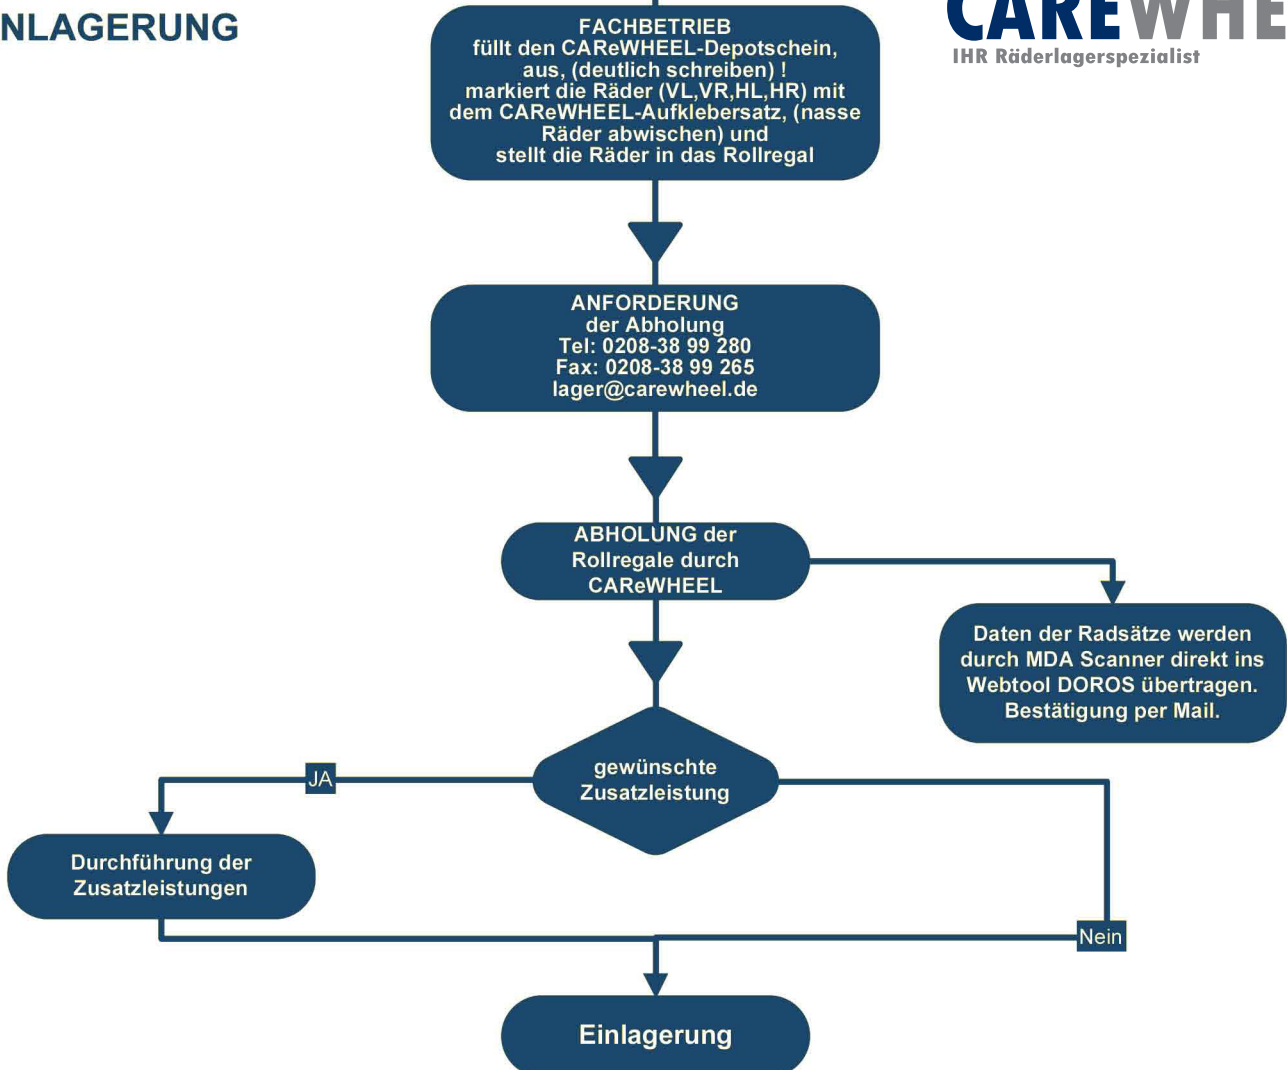 NLAGERUNG
CAREWHE
IHR Räderlagerspezialist
FACHBETRIEB
füllt den CAReWHEEL-Depotschein,
aus, (deutlich schreiben) !
markiert die Räder (VL,VR,HL,HR) mit
dem CAReWHEEL-Aufklebersatz, (nasse
Räder abwischen) und
stellt die Räder in das Rollregal
ANFORDERUNG
der Abholung
Tel: 0208-38 99 280
Fax: 0208-38 99 265
lager@carewheel.de
ABHOLUNG der
Rollregale durch
CAReWHEEL
Daten der Radsätze werden
durch MDA Scanner direkt ins
Webtool DOROS übertragen.
Bestätigung per Mail.
gewünschte
Zusatzleistung
JA
Durchführung der
Zusatzleistungen
Nein
Einlagerung